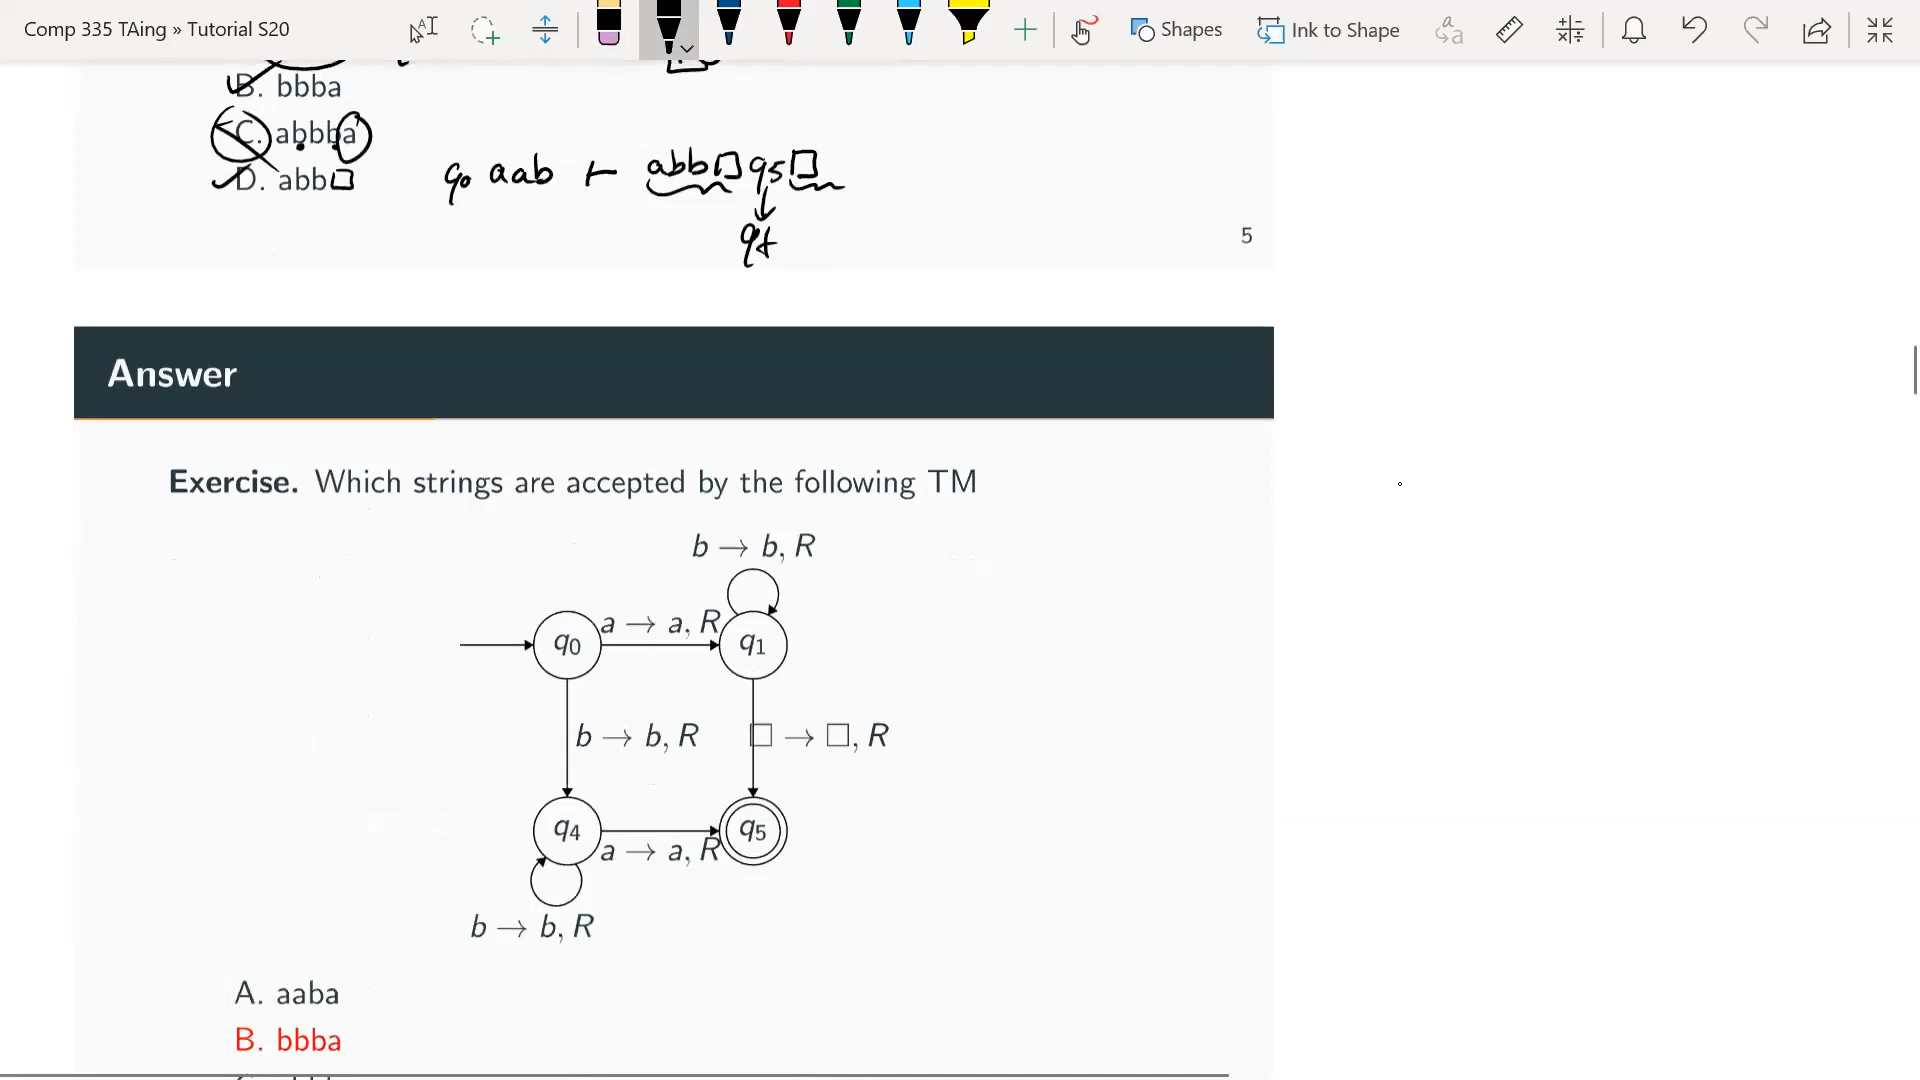 Comp 335 TAing » Tutorial S20
Shapes
Ink to Shape
B. bbba
C. abbba
D. abb□
q0 aab ⊢ abb□q5□
qf
5
Answer
Exercise. Which strings are accepted by the following TM
b → b, R
a → a, R
q0
q1
b → b, R
□ → □, R
q4
q5
a → a, R
b → b, R
A. aaba
B. bbba